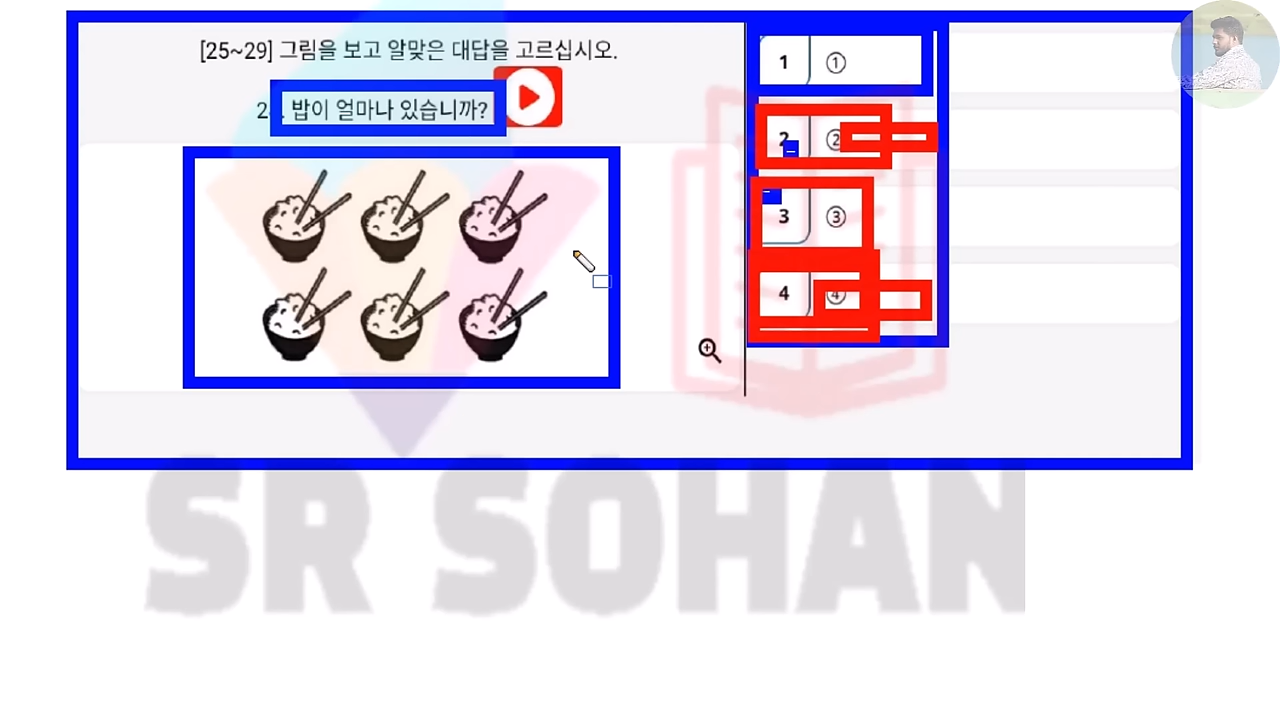 [25~29] 그림을 보고 알맞은 대답을 고르십시오.
밥이 얼마나 있습니까?
1 ①
2 ②
3 ③
4 ④
SR SOHAN